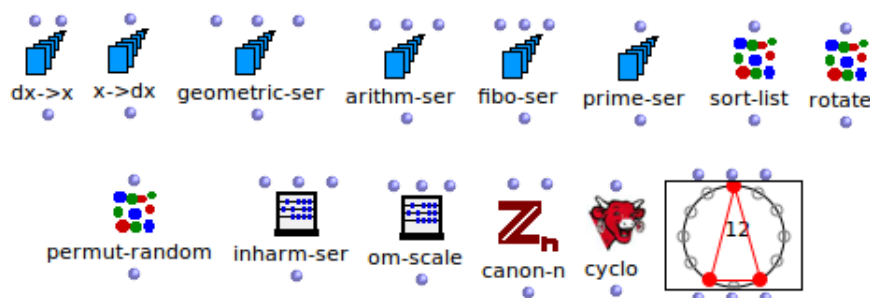 dx->x x->dx geometric-ser arithm-ser fibo-ser prime-ser sort-list rotate
permut-random inharm-ser om-scale canon-n cyclo 12
Zn